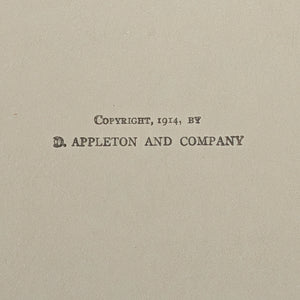 Copyright, 1914, by
D. APPLETON AND COMPANY